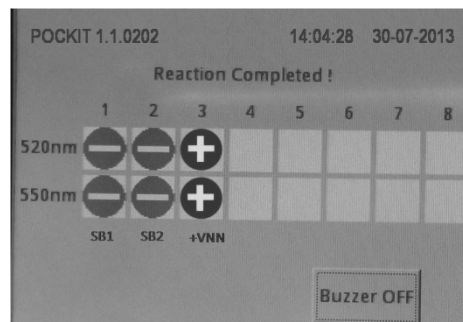 POCKIT 1.1.0202 14:04:28 30-07-2013
Reaction Completed !
1 2 3 4 5 6 7 8
520nm
550nm
SB1 SB2 +VNN
Buzzer OFF